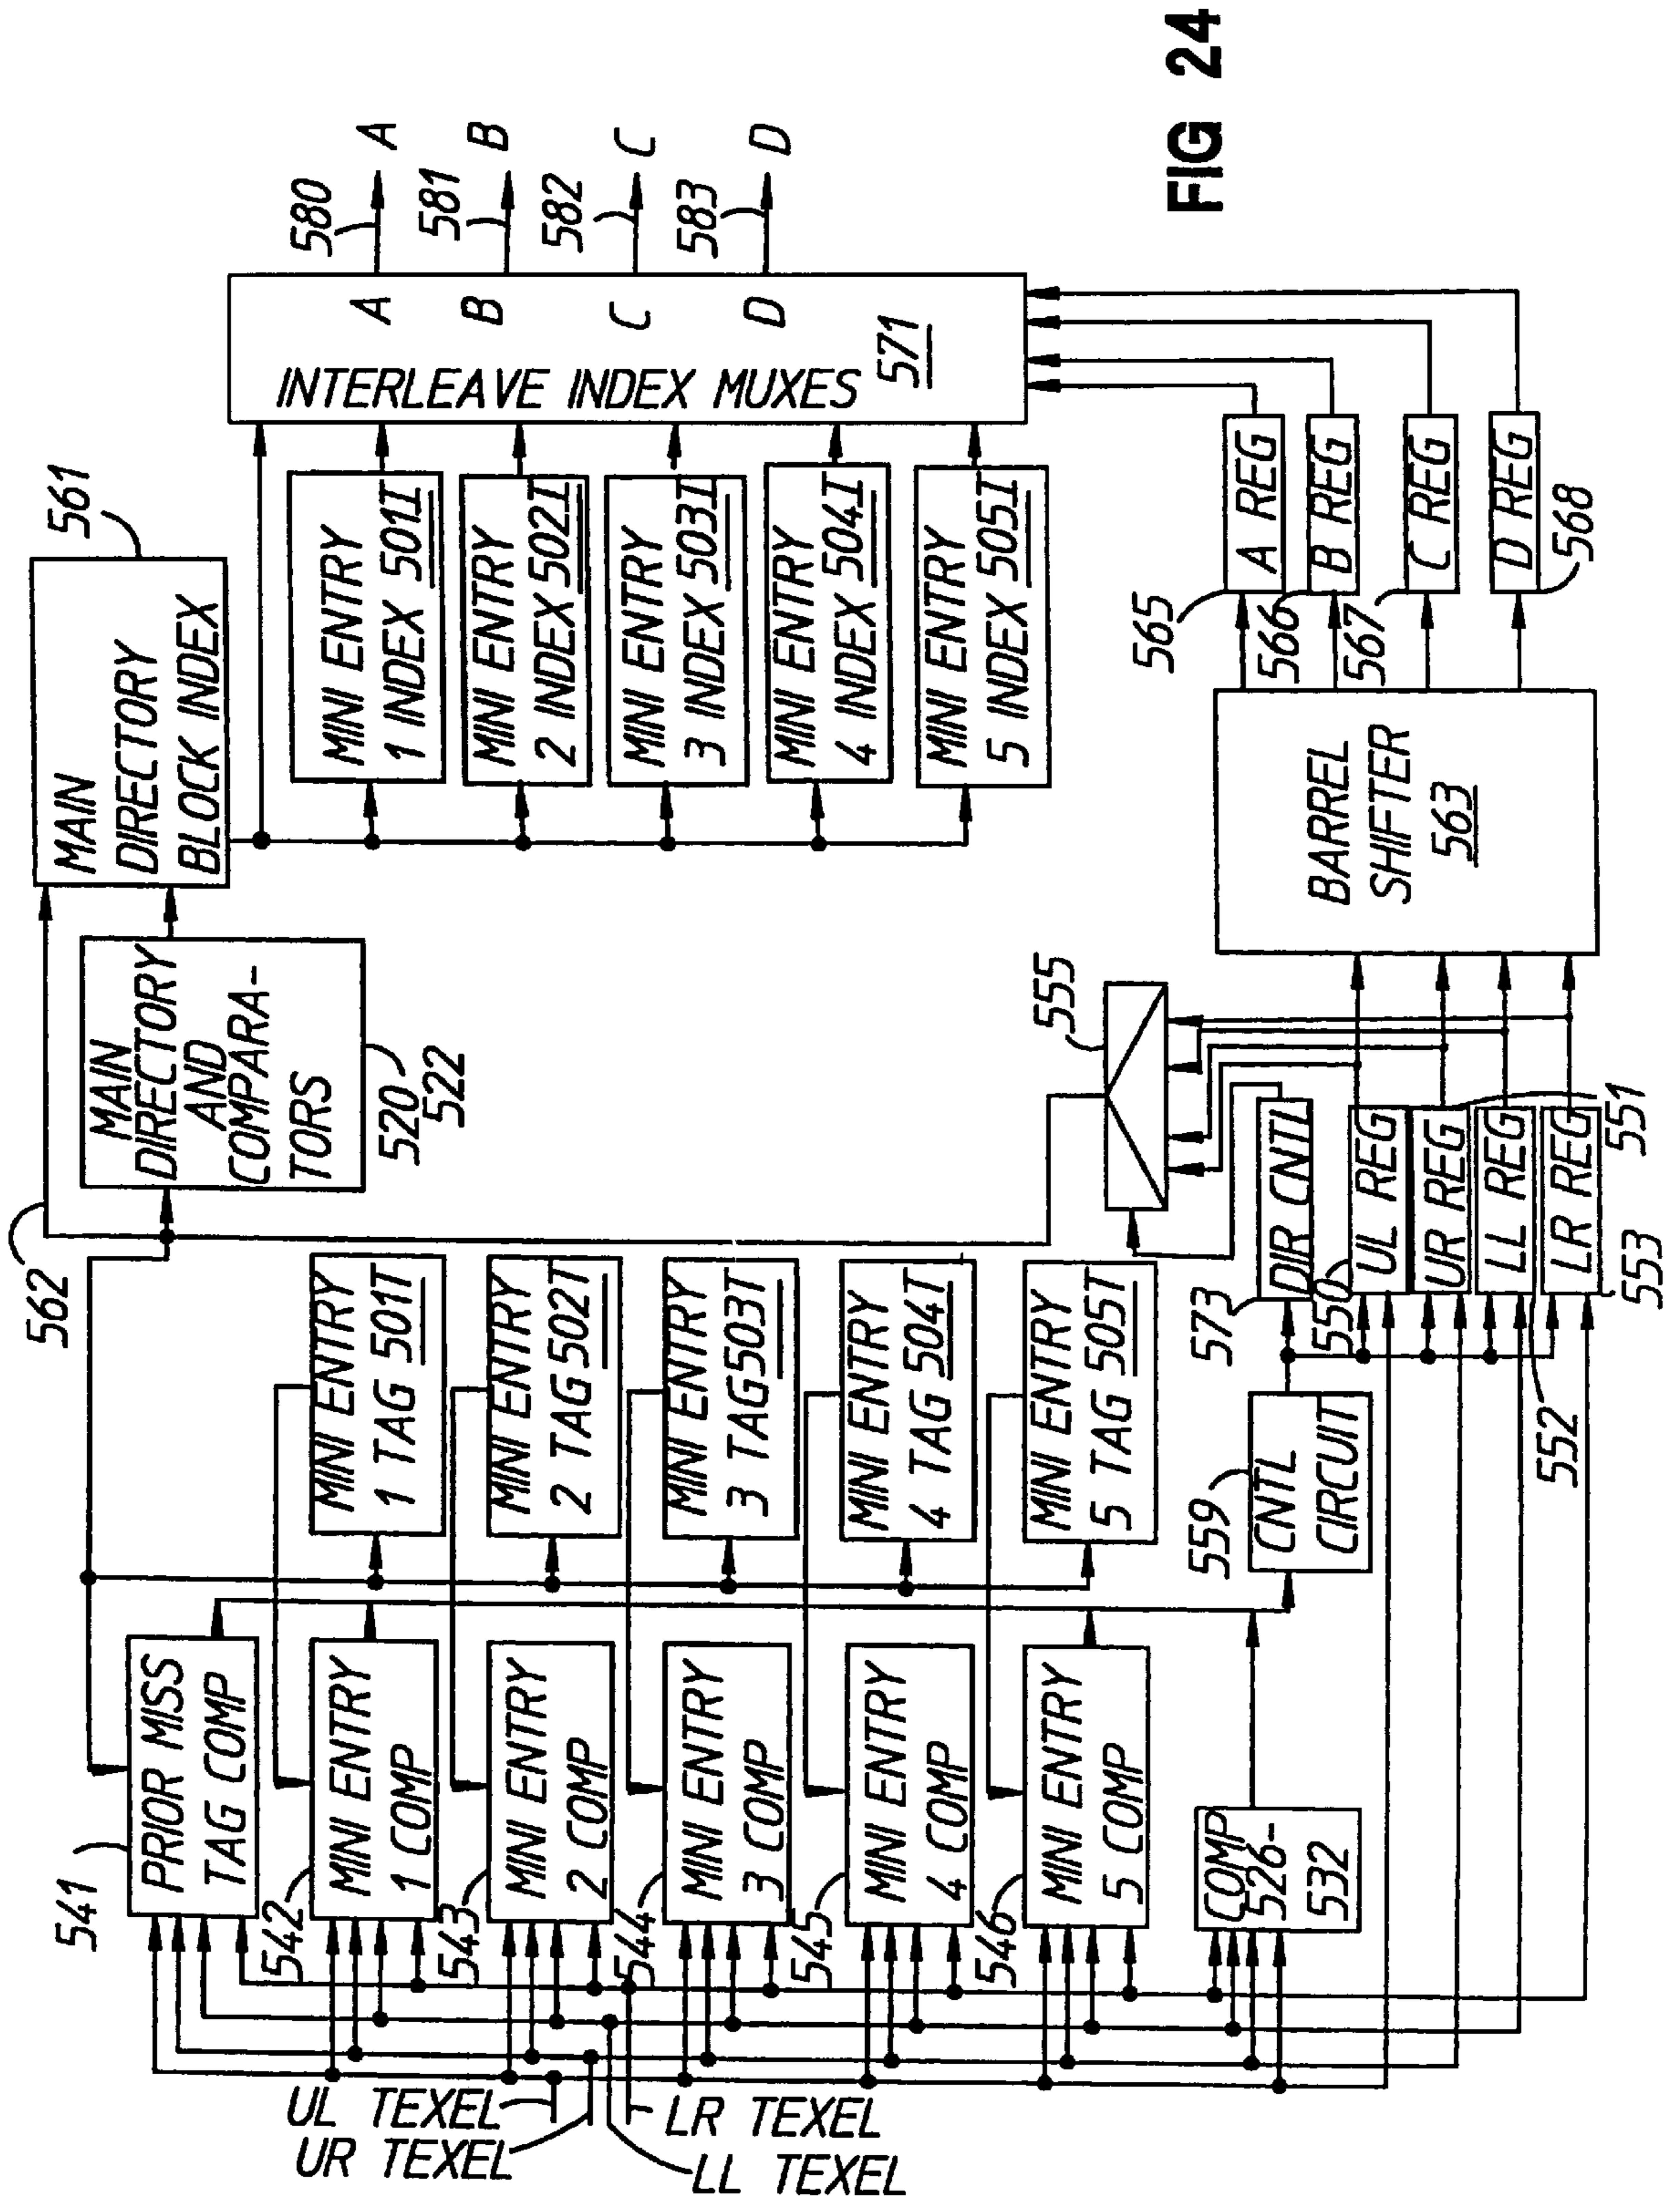 562
MAIN
DIRECTORY
AND
COMPARA-
TORS
520
522
MAIN
DIRECTORY
BLOCK INDEX
561
541
PRIOR MISS
TAG COMP
542
MINI ENTRY
1 COMP
543
MINI ENTRY
2 COMP
544
MINI ENTRY
3 COMP
545
MINI ENTRY
4 COMP
546
MINI ENTRY
5 COMP
COMP
526-
532
MINI ENTRY
1 TAG 501T
MINI ENTRY
2 TAG 502T
MINI ENTRY
3 TAG 503T
MINI ENTRY
4 TAG 504T
MINI ENTRY
5 TAG 505T
MINI ENTRY
1 INDEX 501I
MINI ENTRY
2 INDEX 502I
MINI ENTRY
3 INDEX 503I
MINI ENTRY
4 INDEX 504I
MINI ENTRY
5 INDEX 505I
INTERLEAVE INDEX MUXES
571
A
B
C
D
580
A
581
B
582
C
583
D
UL TEXEL
UR TEXEL
LR TEXEL
LL TEXEL
559
CNTL
CIRCUIT
573
DIR CNTL
555
550
UL REG
UR REG
551
LL REG
552
LR REG
553
BARREL
SHIFTER
563
565
A REG
566
B REG
567
C REG
D REG
568
FIG 24